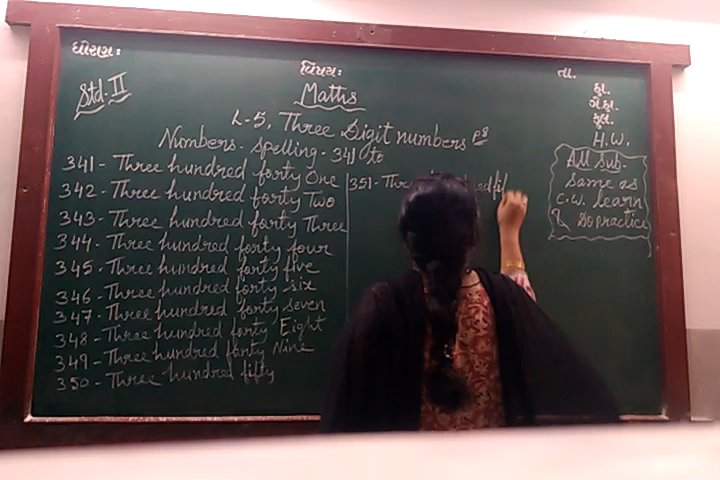 ધોરણઃ
વિષયઃ
તા.
Std. II
Maths
કુ.
ગે.હા.
કુલ.
L-5, Three Digit numbers P8
H.W.
Numbers - Spelling - 341 to
All Sub.
Same as
C.W. learn
& Do practice
341 - Three hundred forty One
342 - Three hundred forty Two
343 - Three hundred forty Three
344 - Three hundred forty four
345 - Three hundred forty five
346 - Three hundred forty six
347 - Three hundred forty seven
348 - Three hundred forty Eight
349 - Three hundred forty Nine
350 - Three hundred fifty
351 - Three